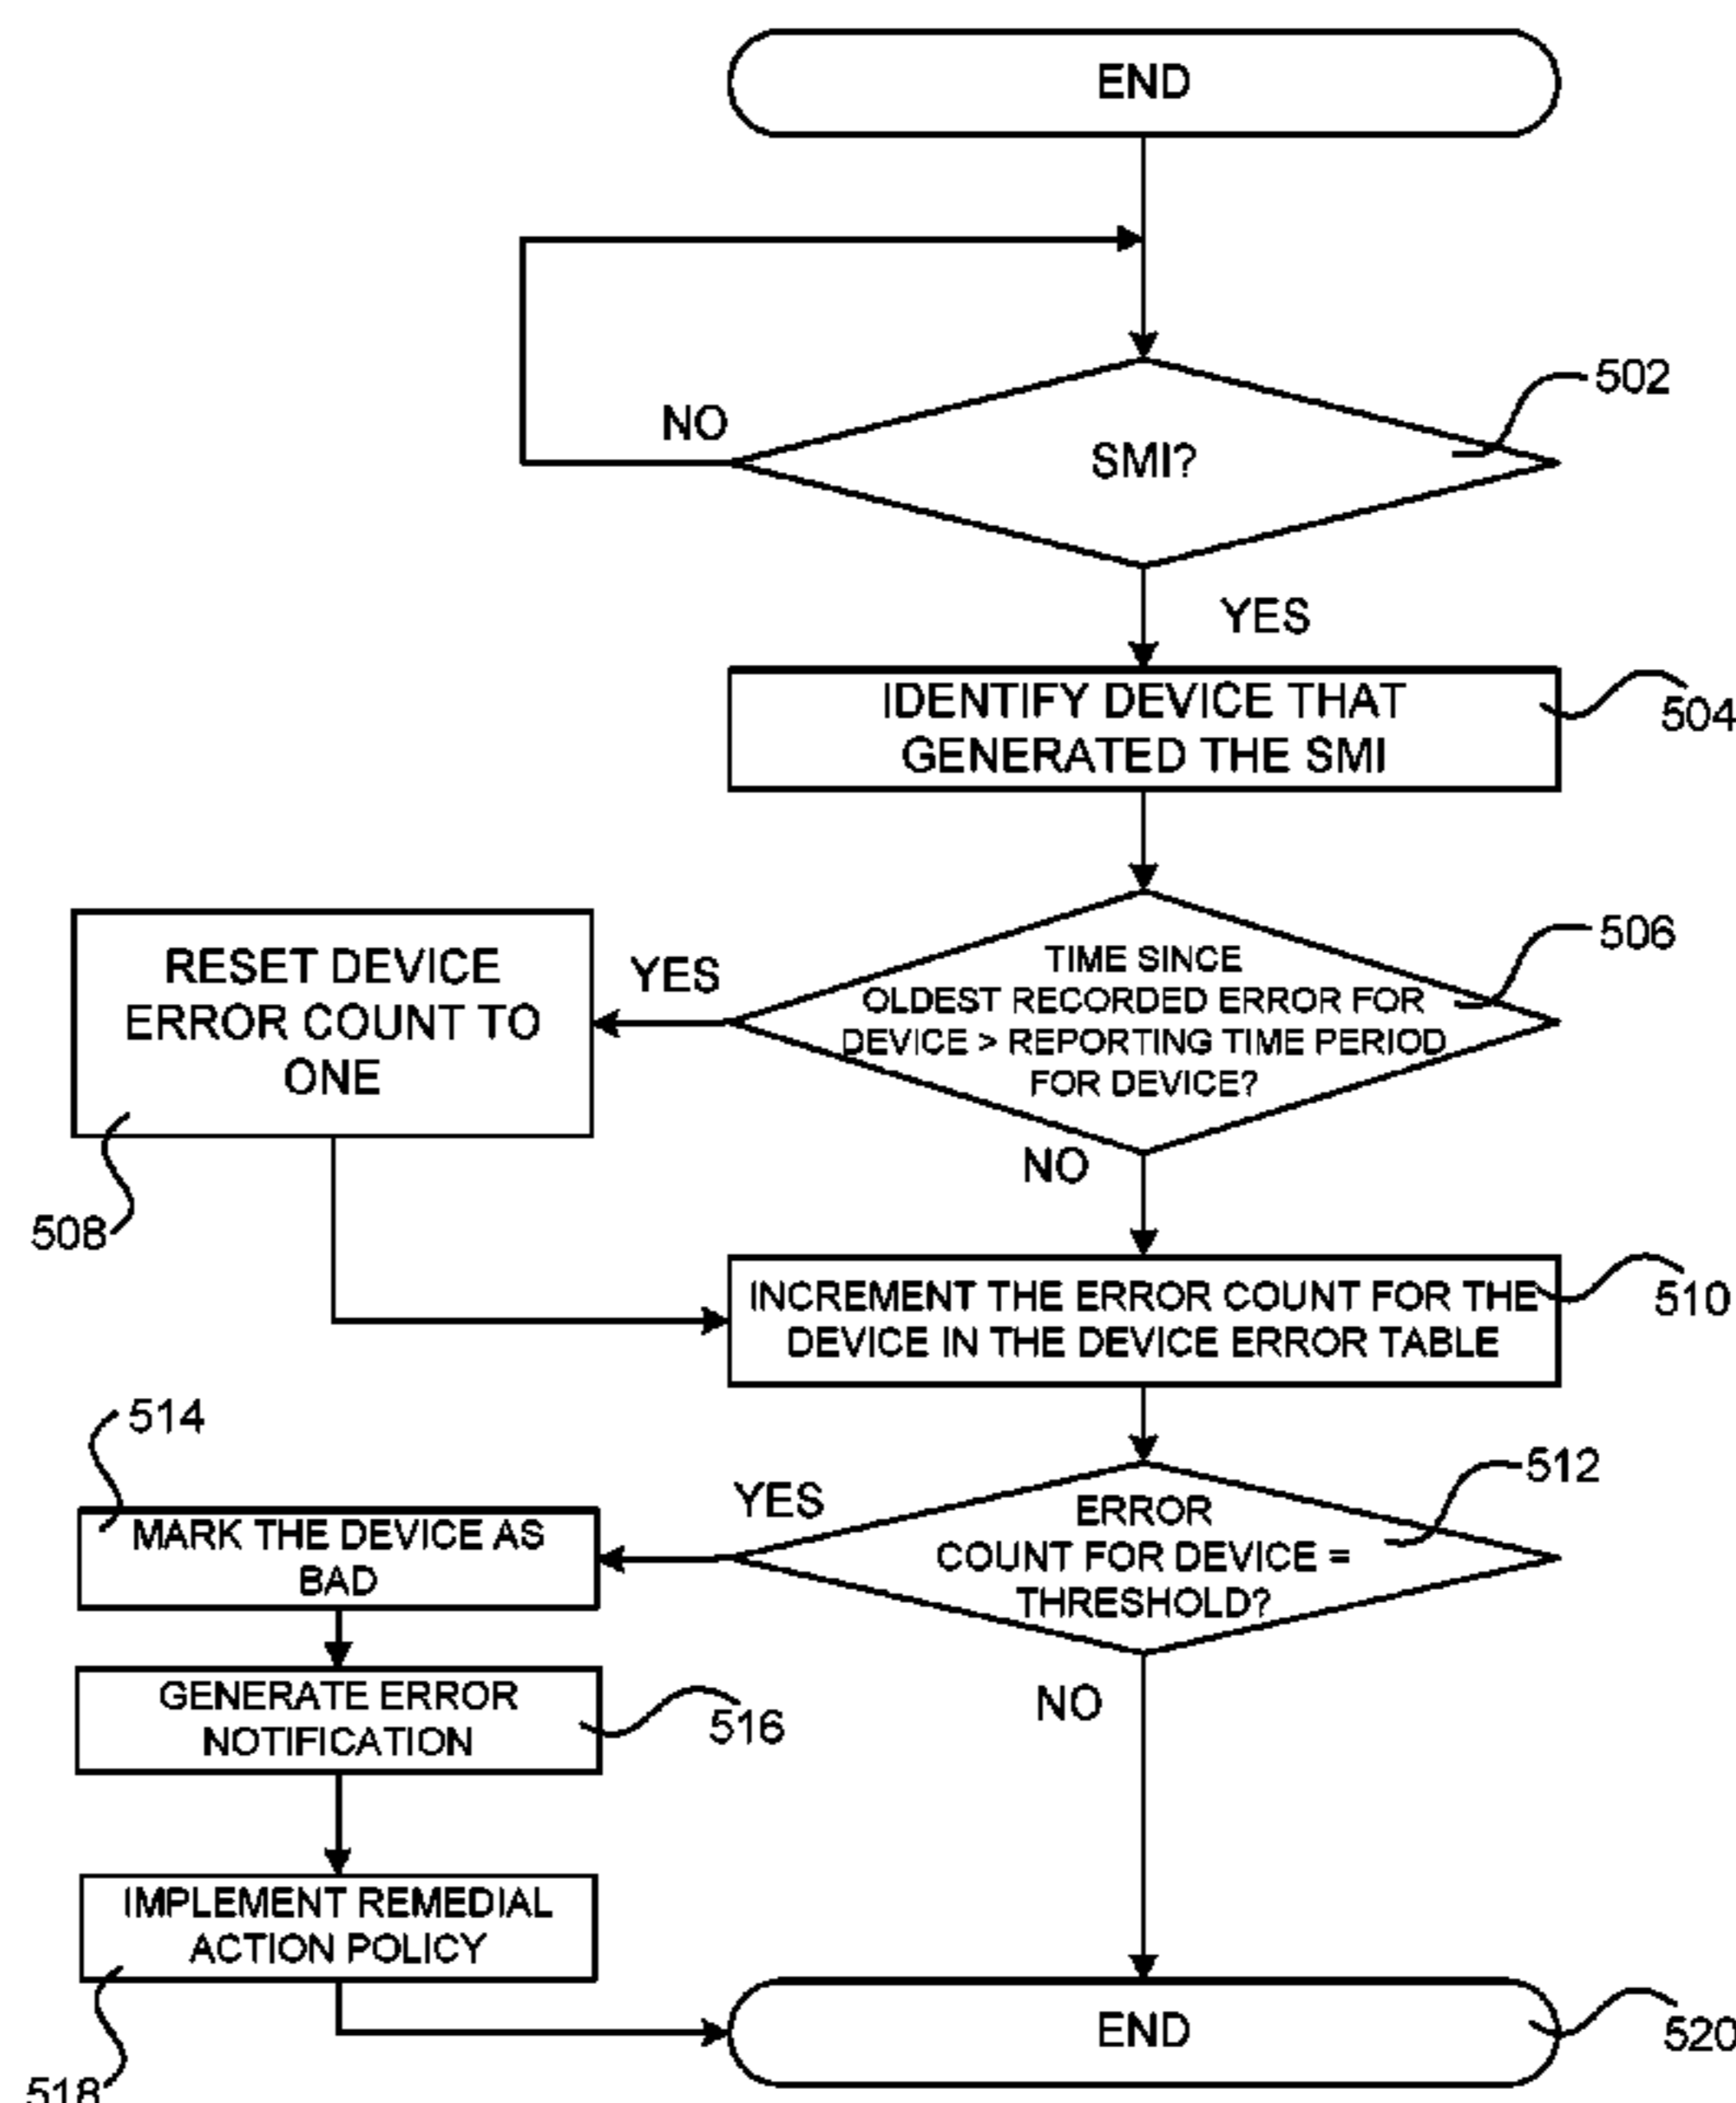 END
502
NO
SMI?
YES
IDENTIFY DEVICE THAT
GENERATED THE SMI
504
506
RESET DEVICE
ERROR COUNT TO
ONE
YES
TIME SINCE
OLDEST RECORDED ERROR FOR
DEVICE > REPORTING TIME PERIOD
FOR DEVICE?
NO
508
INCREMENT THE ERROR COUNT FOR THE
DEVICE IN THE DEVICE ERROR TABLE
510
514
512
YES
ERROR
COUNT FOR DEVICE =
THRESHOLD?
MARK THE DEVICE AS
BAD
NO
GENERATE ERROR
NOTIFICATION
516
IMPLEMENT REMEDIAL
ACTION POLICY
END
520
518